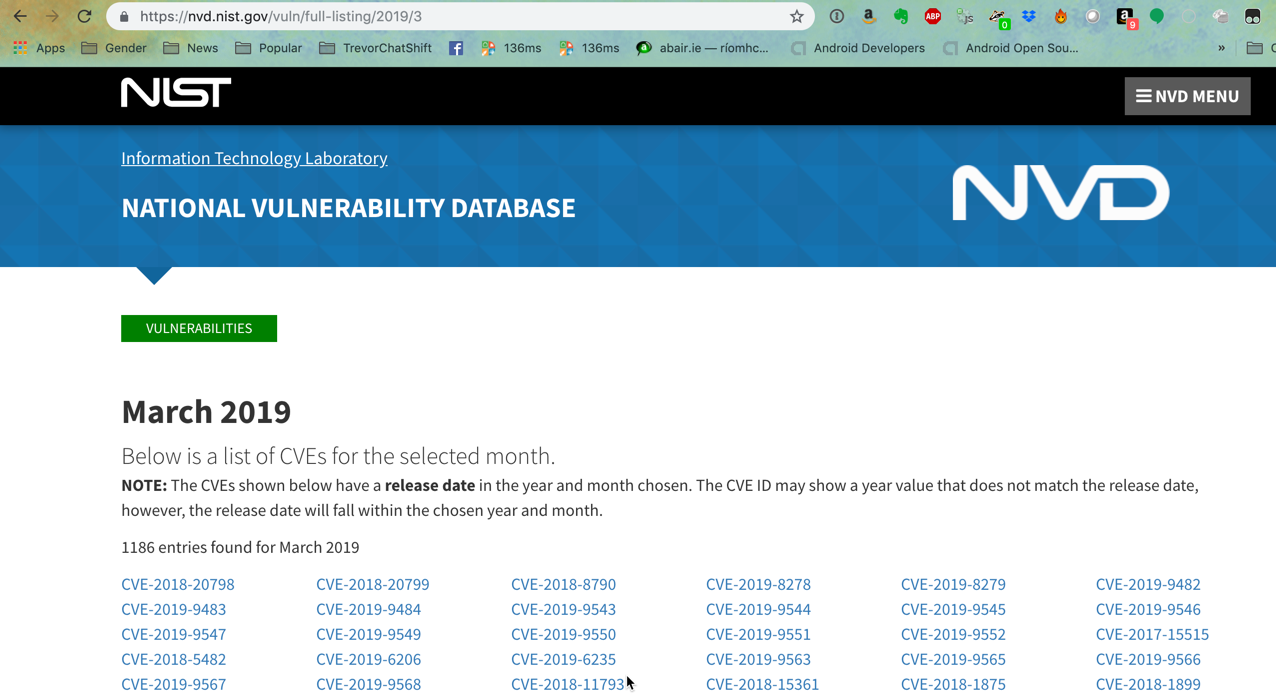 https://nvd.nist.gov/vuln/full-listing/2019/3
Apps Gender News Popular TrevorChatShift 136ms 136ms abair.ie — ríomhc... Android Developers Android Open Sou... »
NIST
NVD MENU
Information Technology Laboratory
NVD
NATIONAL VULNERABILITY DATABASE
VULNERABILITIES
March 2019
Below is a list of CVEs for the selected month.
NOTE: The CVEs shown below have a release date in the year and month chosen. The CVE ID may show a year value that does not match the release date,
however, the release date will fall within the chosen year and month.
1186 entries found for March 2019
CVE-2018-20798 CVE-2018-20799 CVE-2018-8790 CVE-2019-8278 CVE-2019-8279 CVE-2019-9482
CVE-2019-9483 CVE-2019-9484 CVE-2019-9543 CVE-2019-9544 CVE-2019-9545 CVE-2019-9546
CVE-2019-9547 CVE-2019-9549 CVE-2019-9550 CVE-2019-9551 CVE-2019-9552 CVE-2017-15515
CVE-2018-5482 CVE-2019-6206 CVE-2019-6235 CVE-2019-9563 CVE-2019-9565 CVE-2019-9566
CVE-2019-9567 CVE-2019-9568 CVE-2018-11793 CVE-2018-15361 CVE-2018-1875 CVE-2018-1899